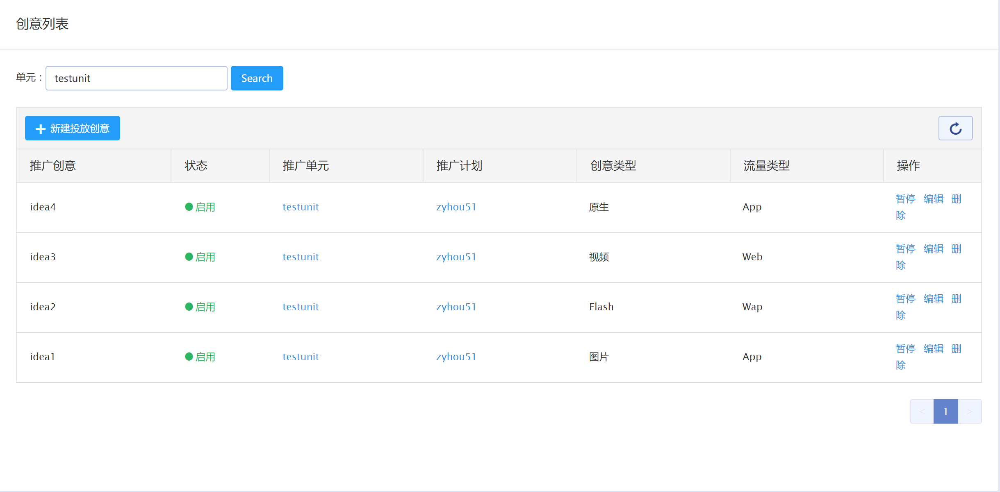 创意列表
单元： testunit Search
新建投放创意
推广创意 状态 推广单元 推广计划 创意类型 流量类型 操作
idea4 启用 testunit zyhou51 原生 App 暂停 编辑 删
除
idea3 启用 testunit zyhou51 视频 Web 暂停 编辑 删
除
idea2 启用 testunit zyhou51 Flash Wap 暂停 编辑 删
除
idea1 启用 testunit zyhou51 图片 App 暂停 编辑 删
除
< 1 >